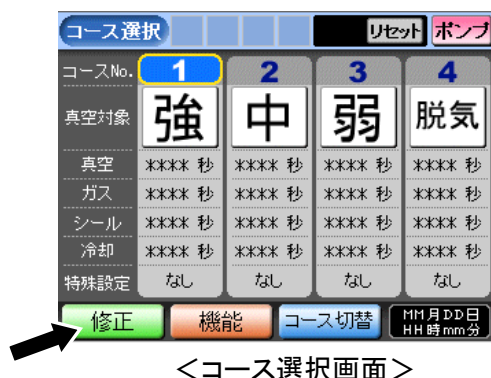 コース選択 リセット ポンプ
コースNo. 1 2 3 4
真空対象 強 中 弱 脱気
真空 **** 秒 **** 秒 **** 秒 **** 秒
ガス **** 秒 **** 秒 **** 秒 **** 秒
シール **** 秒 **** 秒 **** 秒 **** 秒
冷却 **** 秒 **** 秒 **** 秒 **** 秒
特殊設定 なし なし なし なし
修正 機能 コース切替 MM月DD日
HH時mm分
＜コース選択画面＞